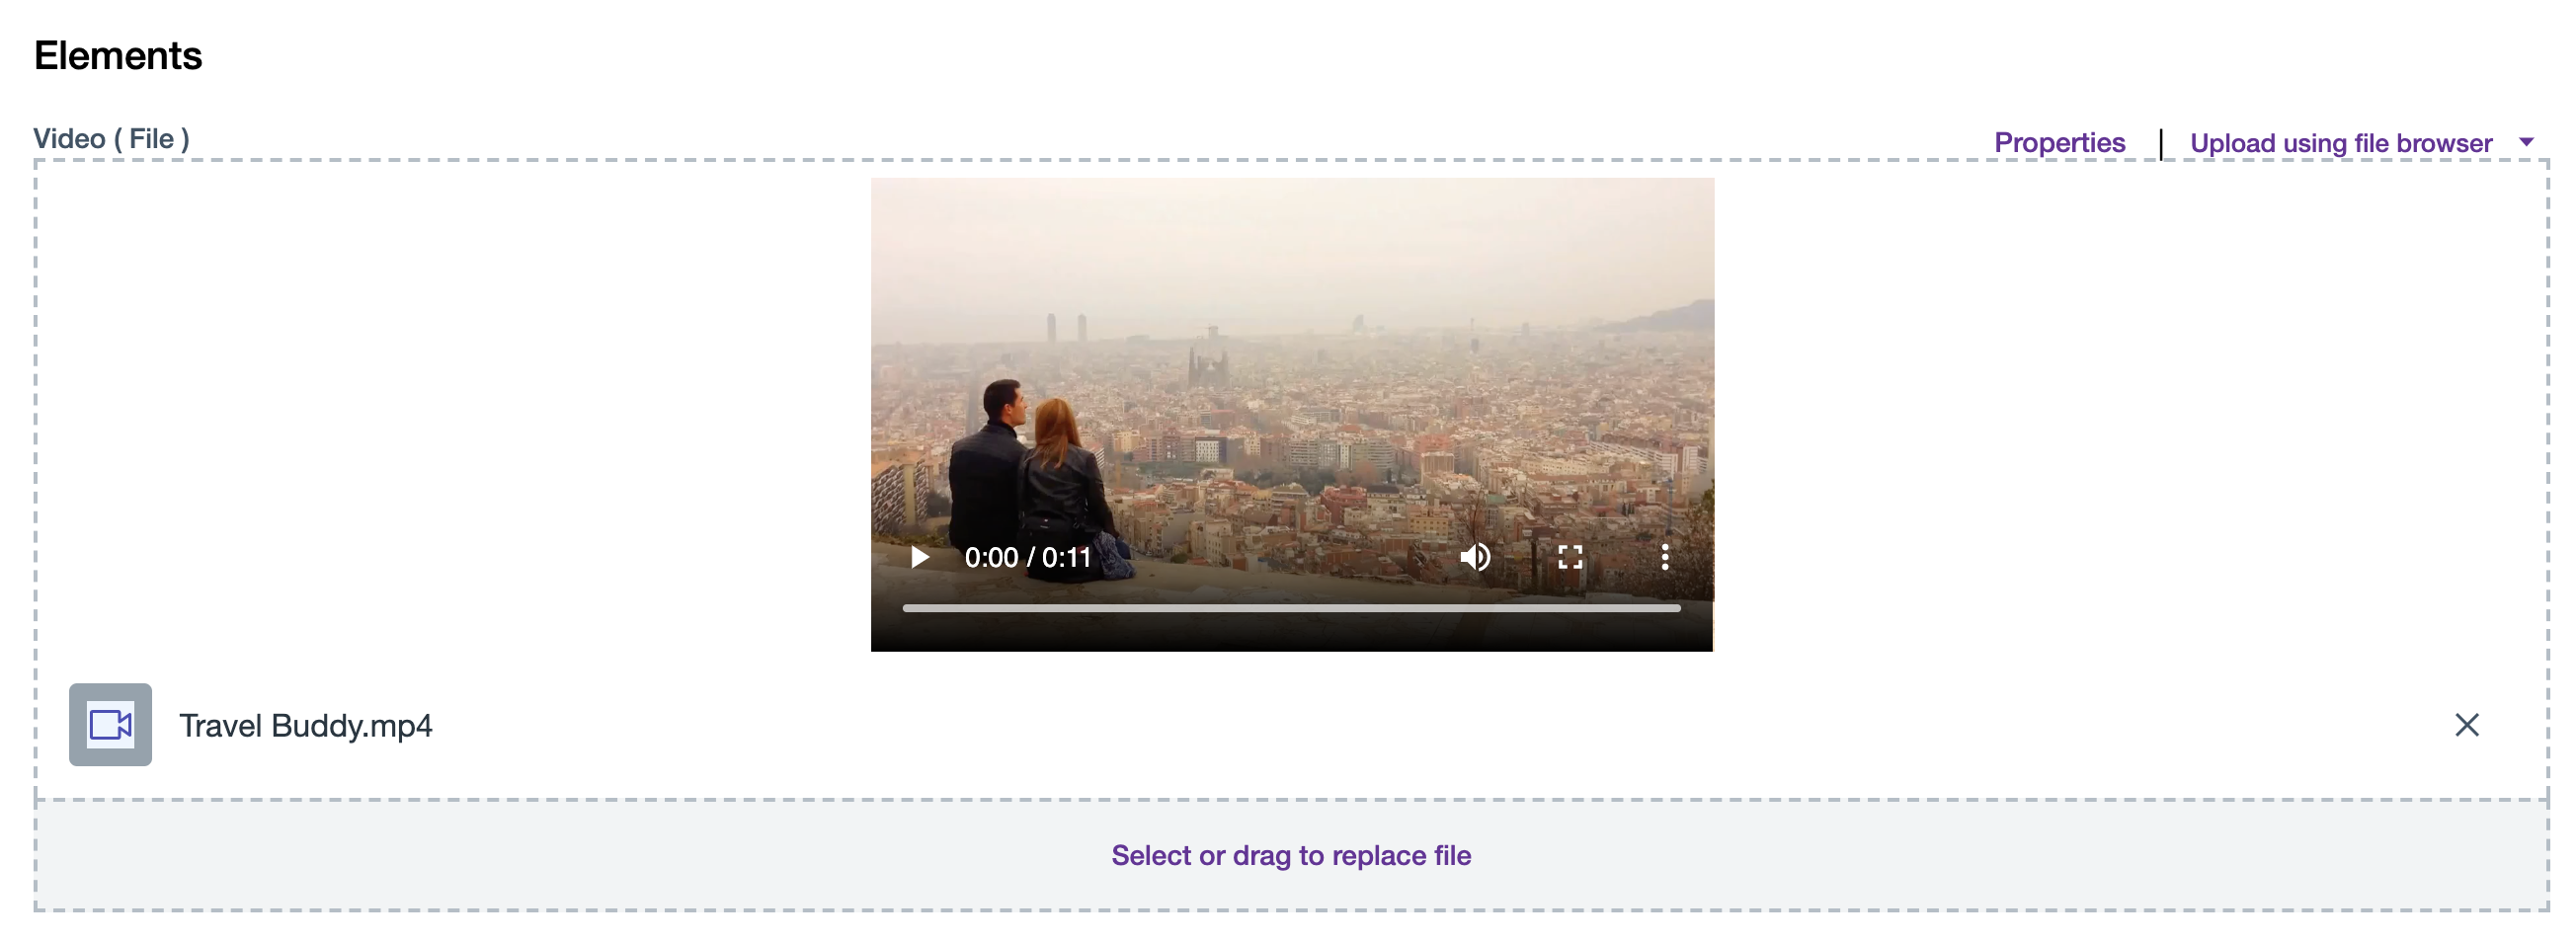 Elements
Video ( File )
Properties | Upload using file browser
0:00 / 0:11
Travel Buddy.mp4
Select or drag to replace file